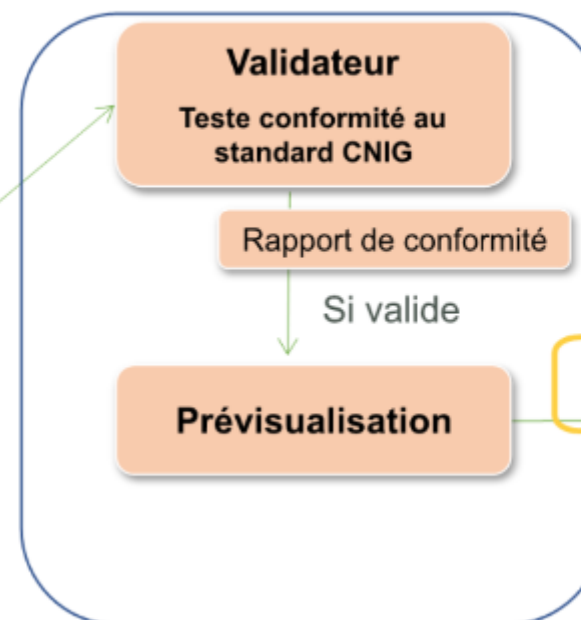 Validateur
Teste conformité au
standard CNIG
Rapport de conformité
Si valide
Prévisualisation